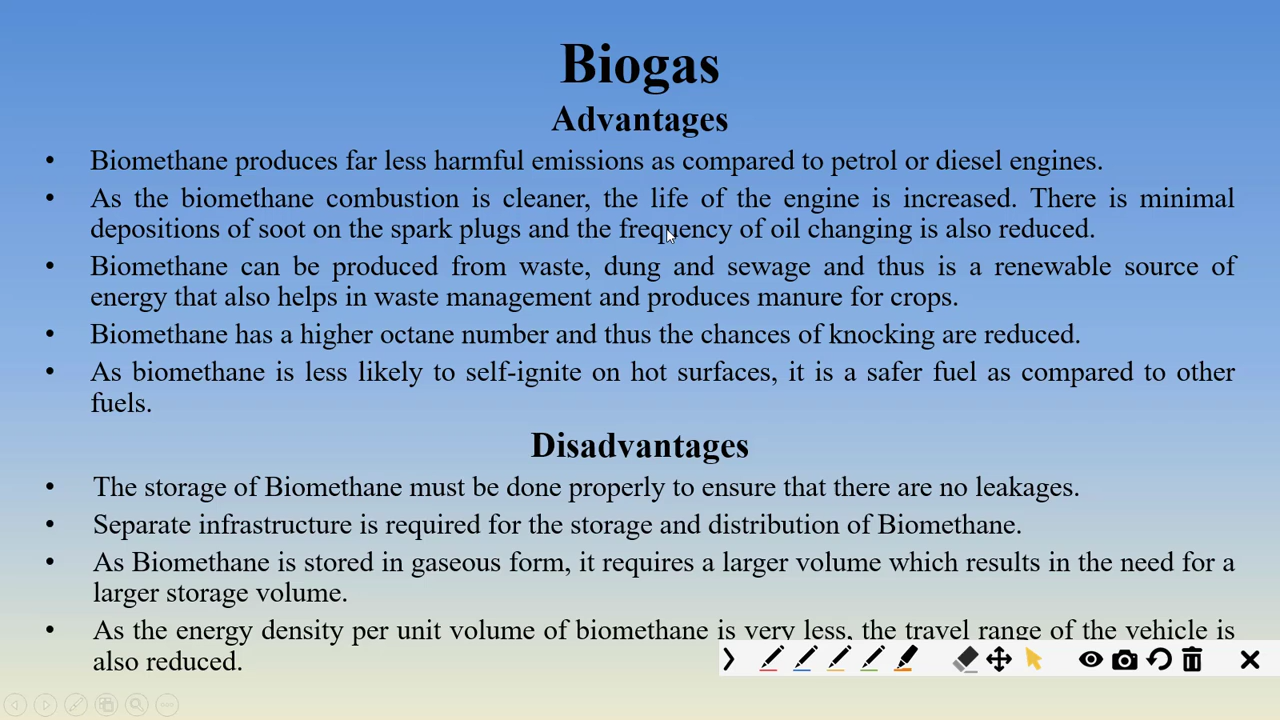 Biogas
Advantages
• Biomethane produces far less harmful emissions as compared to petrol or diesel engines.
• As the biomethane combustion is cleaner, the life of the engine is increased. There is minimal
depositions of soot on the spark plugs and the frequency of oil changing is also reduced.
• Biomethane can be produced from waste, dung and sewage and thus is a renewable source of
energy that also helps in waste management and produces manure for crops.
• Biomethane has a higher octane number and thus the chances of knocking are reduced.
• As biomethane is less likely to self-ignite on hot surfaces, it is a safer fuel as compared to other
fuels.
Disadvantages
• The storage of Biomethane must be done properly to ensure that there are no leakages.
• Separate infrastructure is required for the storage and distribution of Biomethane.
• As Biomethane is stored in gaseous form, it requires a larger volume which results in the need for a
larger storage volume.
• As the energy density per unit volume of biomethane is very less, the travel range of the vehicle is
also reduced.